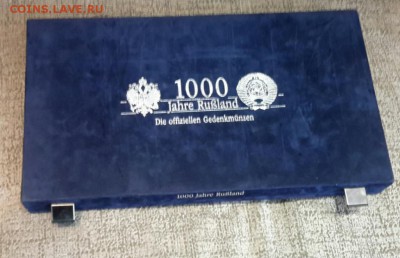 COINS.LAVE.RU
1000
Jahre Rußland
Die offiziellen Gedenkmünzen
1000 Jahre Rußland